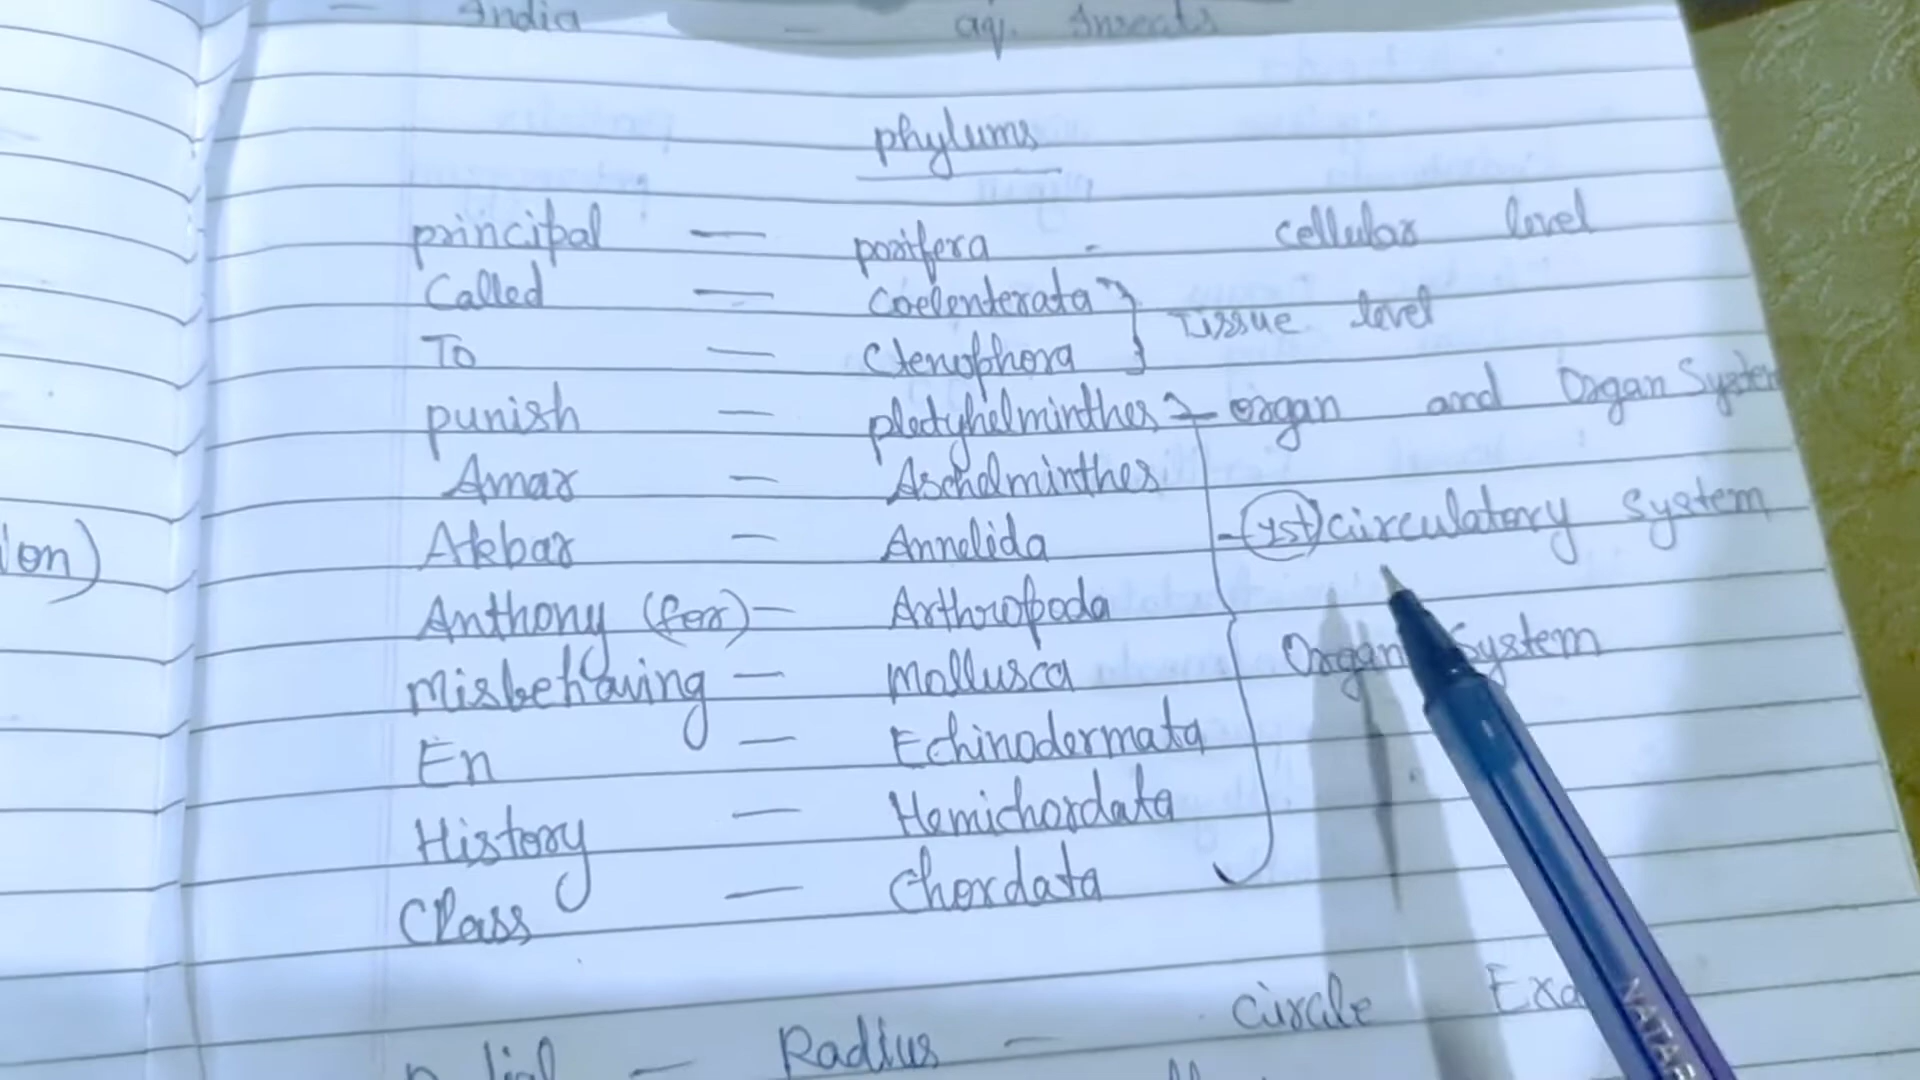 India - aq. Insects
phylums
principal — porifera - cellular level
Called — Coelenterata } Tissue level
To — Ctenophora
punish — platyhelminthes - organ and Organ System
Amar — Aschelminthes
Akbar — Annelida - (1st) circulatory System
Anthony (for) — Arthropoda
Misbehaving — Mollusca Organ System
En — Echinodermata
History — Hemichordata
Class — Chordata
Radius — circle
ion)
NATAR